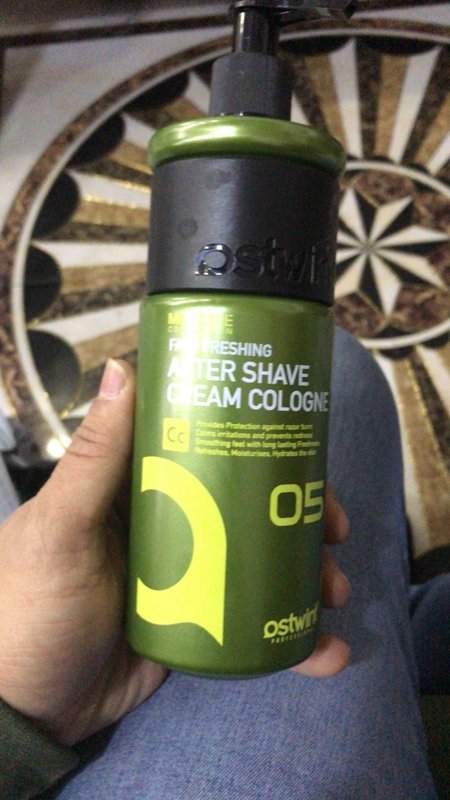 ostwin
FRESHING
AFTER SHAVE
CREAM COLOGNE
Cc
Provides Protection against razor burn
Calms irritations and prevents redness
Smoothing feel with long lasting Freshness
Refreshes, Moisturises, Hydrates the skin
05
ostwint
PROFESSIONAL